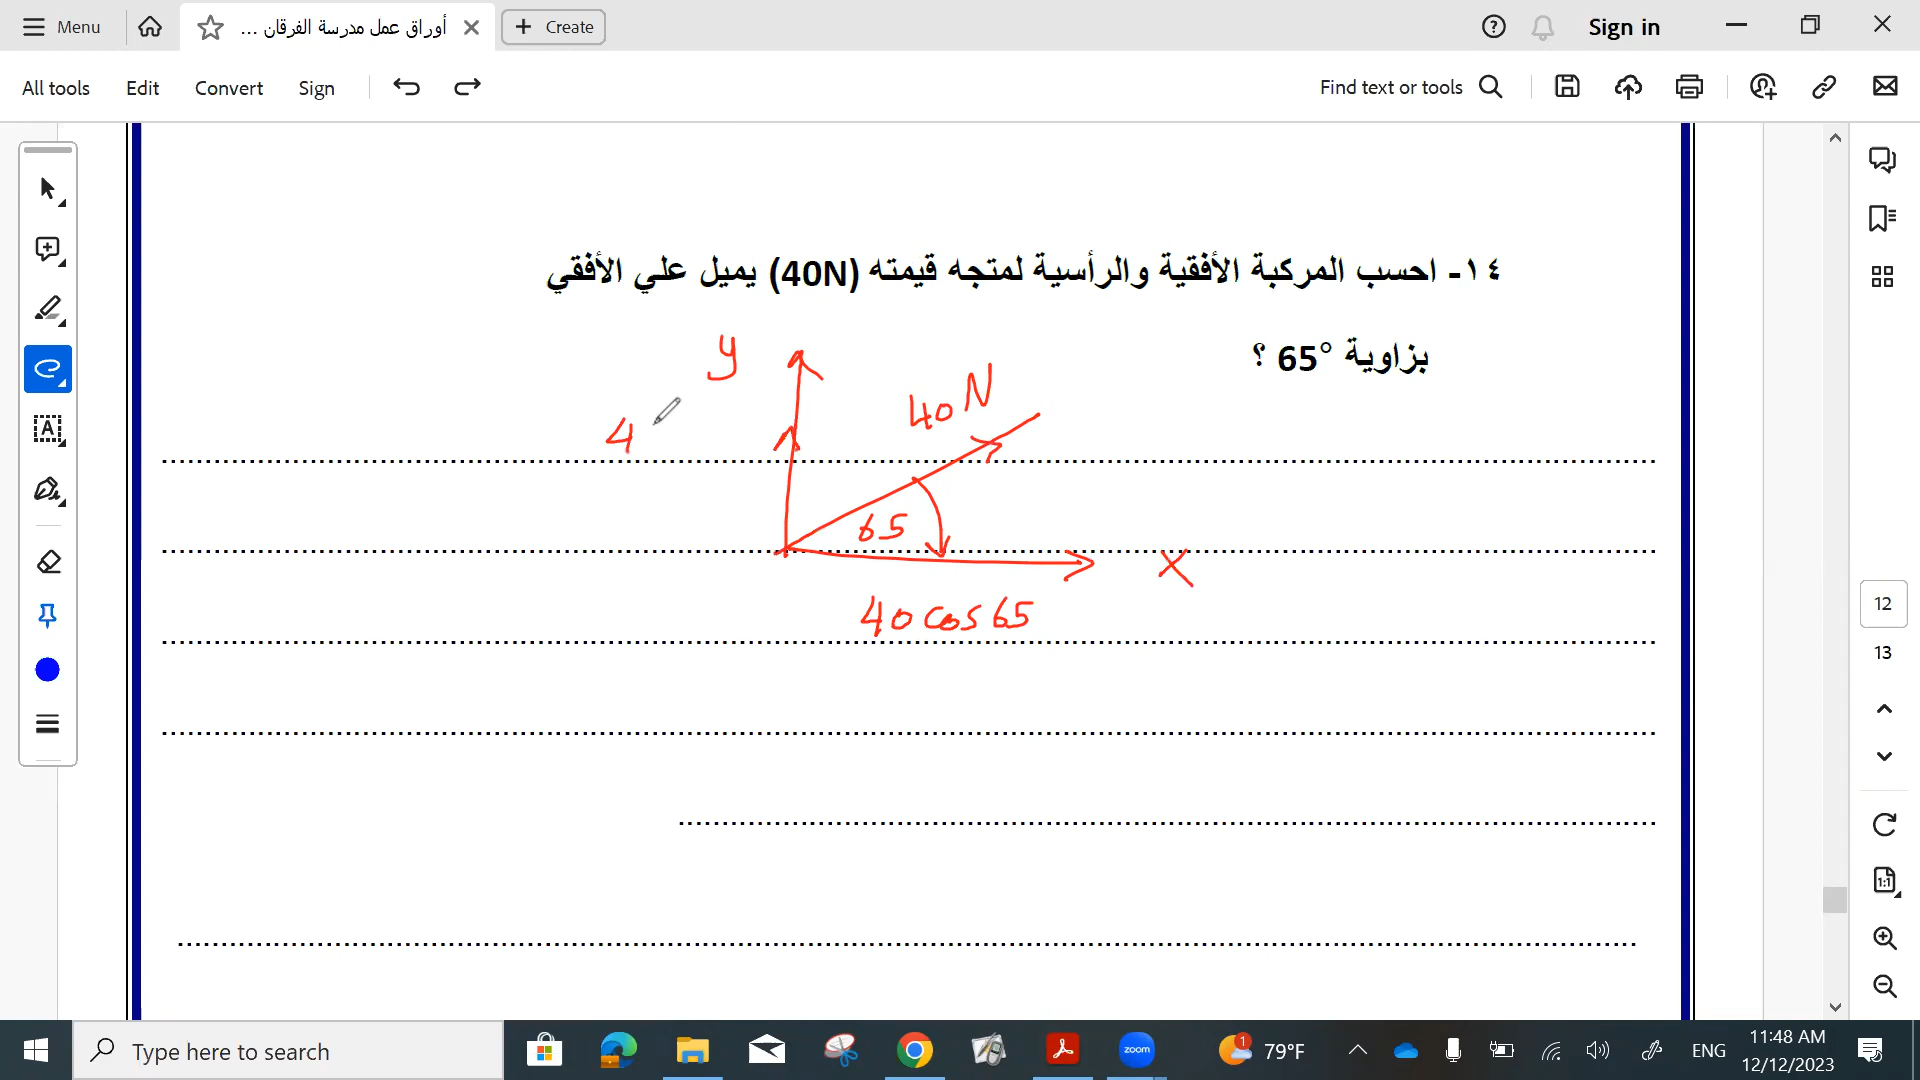 Menu
أوراق عمل مدرسة الفرقان ...
Create
Sign in
All tools
Edit
Convert
Sign
Find text or tools
١٤- احسب المركبة الأفقية والرأسية لمتجه قيمته (40N) يميل علي الأفقي
بزاوية 65° ؟
y
40N
4
65
x
40 cos 65
12
13
Type here to search
zoom
1
79°F
ENG
11:48 AM
12/12/2023